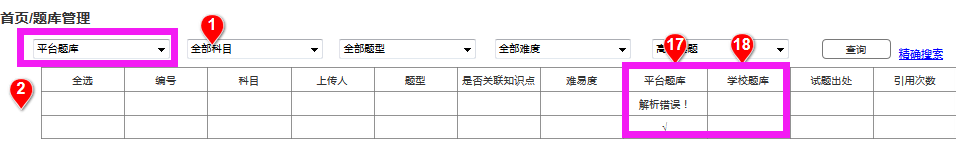 首页/题库管理
1
17
18
平台题库
全部科目
全部题型
全部难度
查询
精确搜索
2
全选 编号 科目 上传人 题型 是否关联知识点 难易度 平台题库 学校题库 试题出处 引用次数
解析错误！
√